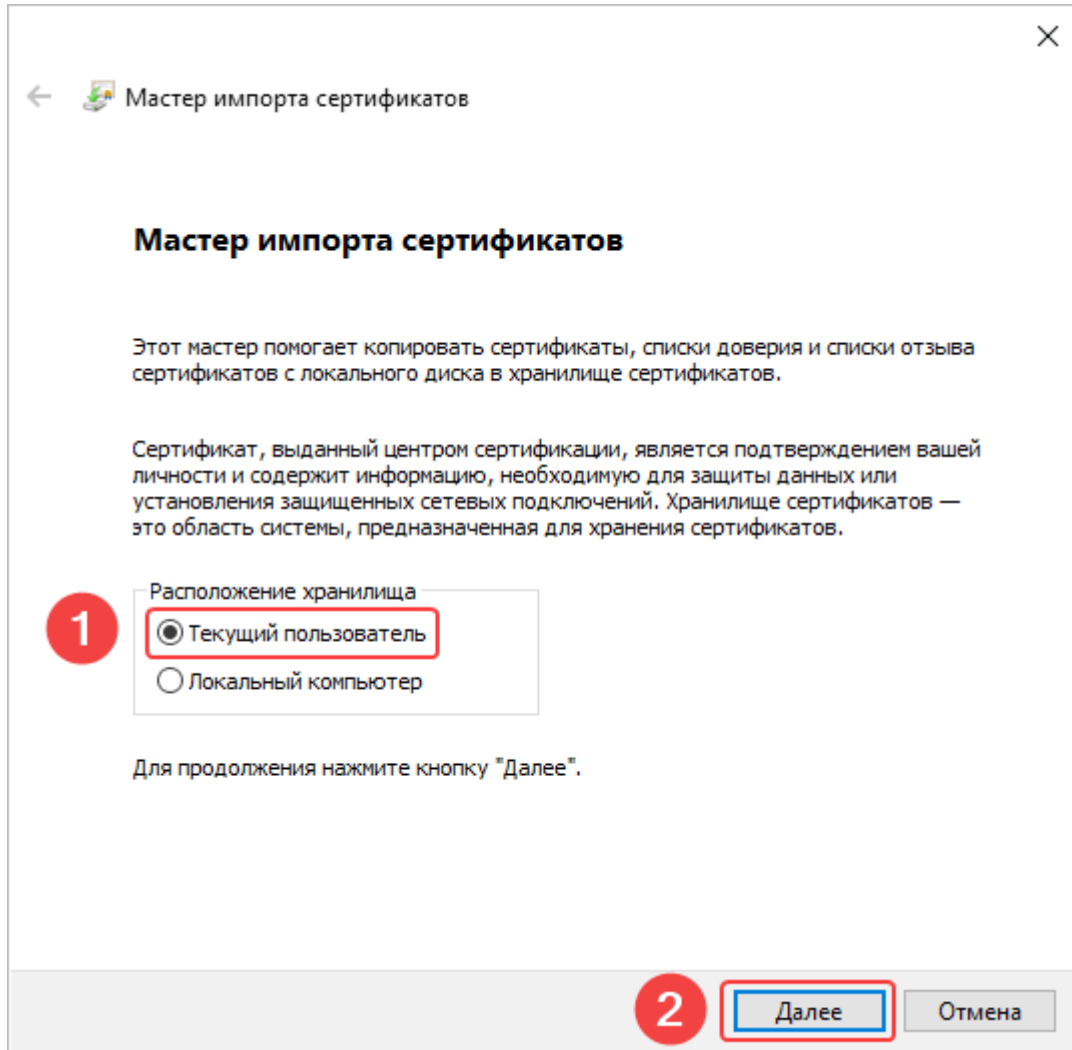 Мастер импорта сертификатов
Мастер импорта сертификатов
Этот мастер помогает копировать сертификаты, списки доверия и списки отзыва
сертификатов с локального диска в хранилище сертификатов.
Сертификат, выданный центром сертификации, является подтверждением вашей
личности и содержит информацию, необходимую для защиты данных или
установления защищенных сетевых подключений. Хранилище сертификатов —
это область системы, предназначенная для хранения сертификатов.
Расположение хранилища
1 Текущий пользователь
Локальный компьютер
Для продолжения нажмите кнопку "Далее".
2 Далее Отмена